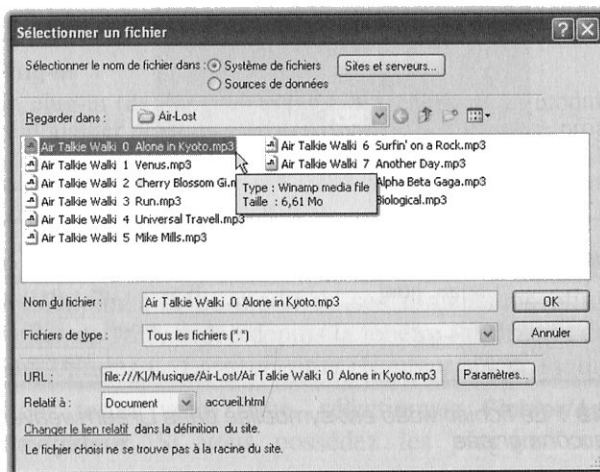 Sélectionner un fichier
Sélectionner le nom de fichier dans : Système de fichiers Sites et serveurs...
Sources de données
Regarder dans : Air-Lost
Air Talkie Walki 0 Alone in Kyoto.mp3
Air Talkie Walki 1 Venus.mp3
Air Talkie Walki 2 Cherry Blossom Gi.
Air Talkie Walki 3 Run.mp3
Air Talkie Walki 4 Universal Travell.mp3
Air Talkie Walki 5 Mike Mills.mp3
Air Talkie Walki 6 Surfin' on a Rock.mp3
Air Talkie Walki 7 Another Day.mp3
Alpha Beta Gaga.mp3
Biological.mp3
Type : Winamp media file
Taille : 6,61 Mo
Nom du fichier : Air Talkie Walki 0 Alone in Kyoto.mp3 OK
Fichiers de type : Tous les fichiers (*.*) Annuler
URL : file:///K|/Musique/Air-Lost/Air Talkie Walki 0 Alone in Kyoto.mp3 Paramètres...
Relatif à : Document accueil.html
Changer le lien relatif dans la définition du site.
Le fichier choisi ne se trouve pas à la racine du site.